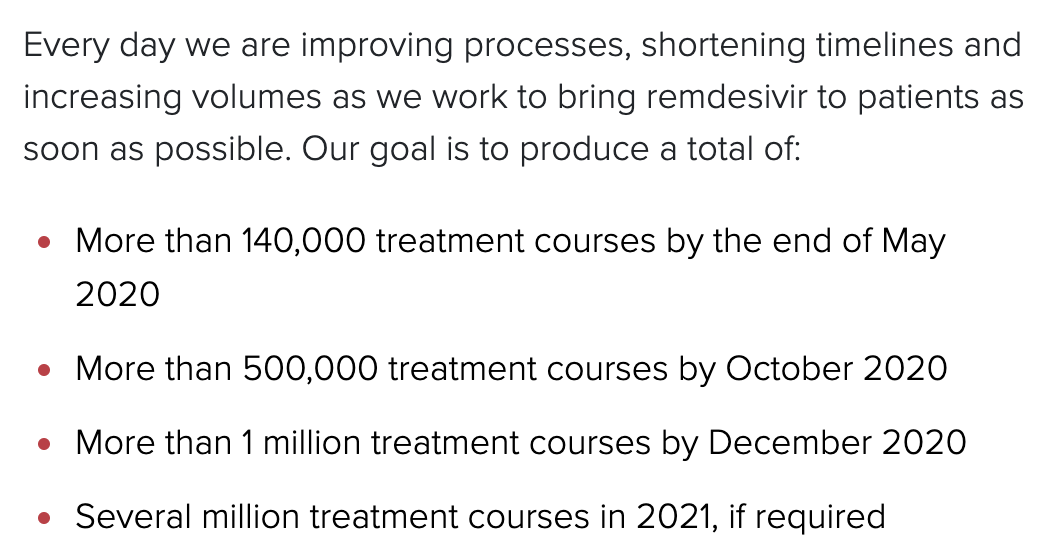 Every day we are improving processes, shortening timelines and
increasing volumes as we work to bring remdesivir to patients as
soon as possible. Our goal is to produce a total of:
• More than 140,000 treatment courses by the end of May
2020
• More than 500,000 treatment courses by October 2020
• More than 1 million treatment courses by December 2020
• Several million treatment courses in 2021, if required